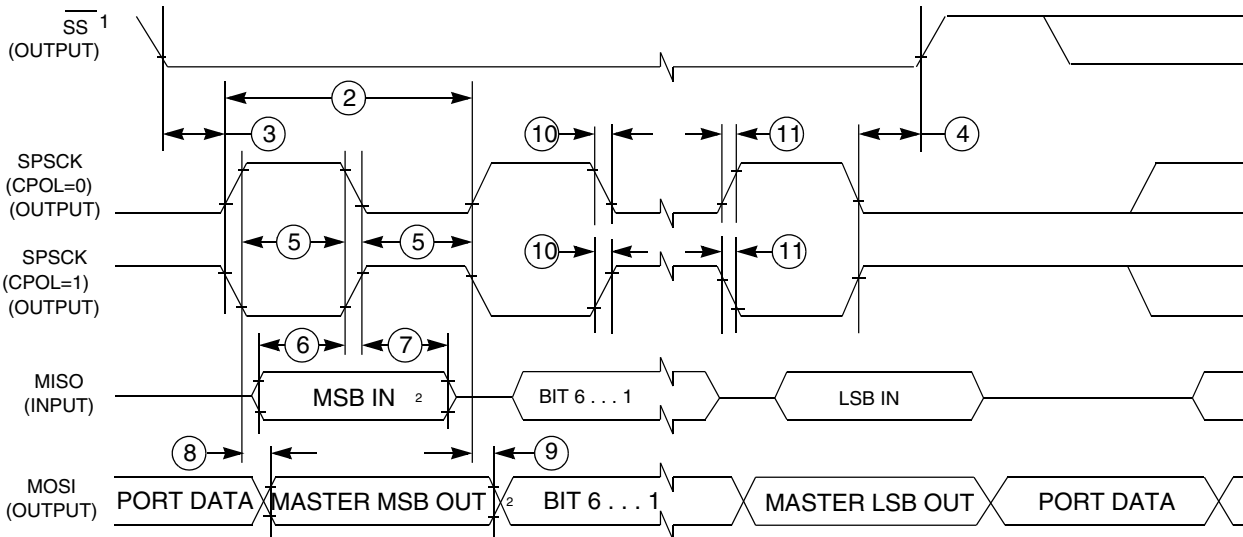 SS 1
(OUTPUT)
2
3
10
11
4
SPSCK
(CPOL=0)
(OUTPUT)
5
5
SPSCK
(CPOL=1)
(OUTPUT)
10
11
6
7
MISO
(INPUT)
MSB IN 2
BIT 6 . . . 1
LSB IN
8
9
MOSI
(OUTPUT)
PORT DATA
MASTER MSB OUT 2
BIT 6 . . . 1
MASTER LSB OUT
PORT DATA